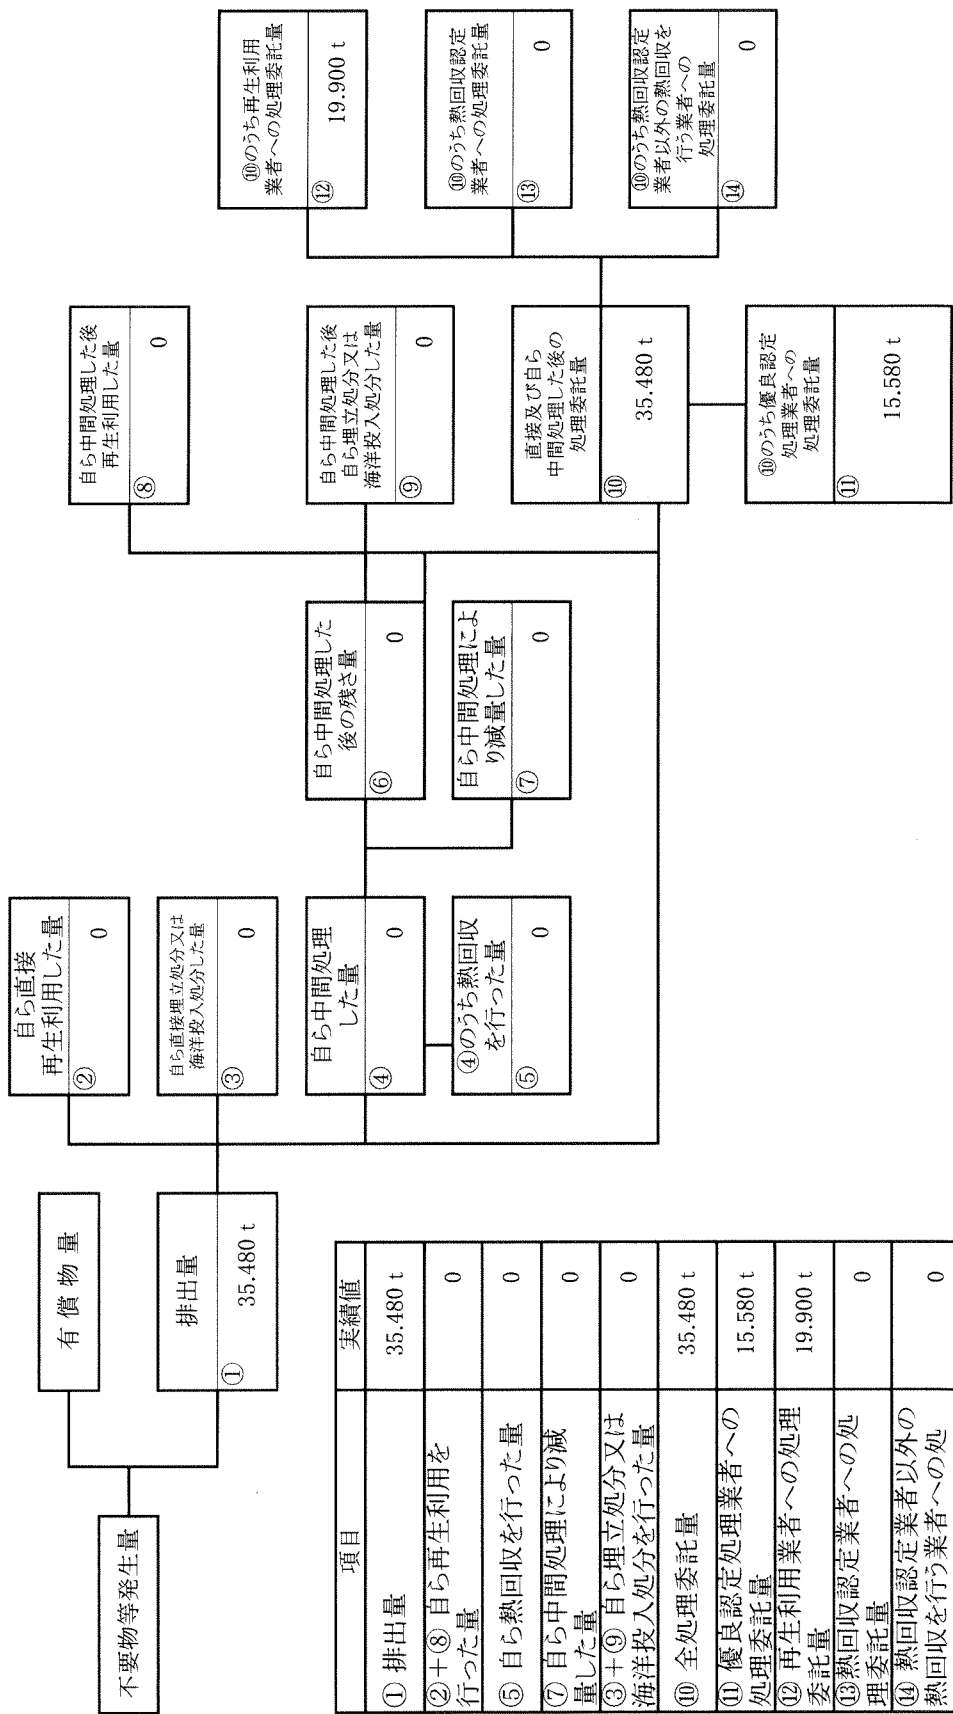 不要物等発生量
有償物量
排出量
①
35.480 t
自ら直接
再生利用した量
②
0
自ら直接埋立処分又は
海洋投入処分した量
③
0
自ら中間処理
した量
④
0
④のうち熱回収
を行った量
⑤
0
自ら中間処理した
後の残さ量
⑥
0
自ら中間処理によ
り減量した量
⑦
0
自ら中間処理した後
再生利用した量
⑧
0
自ら中間処理した後
自ら埋立処分又は
海洋投入処分した量
⑨
0
直接及び自ら
中間処理した後の
処理委託量
⑩
35.480 t
⑩のうち優良認定
処理業者への
処理委託量
⑪
15.580 t
⑩のうち再生利用
業者への処理委託量
⑫
19.900 t
⑩のうち熱回収認定
業者への処理委託量
⑬
0
⑩のうち熱回収認定
業者以外の熱回収を
行う業者への
処理委託量
⑭
0
項目 実績値
① 排出量 35.480 t
②+⑧ 自ら再生利用を
行った量 0
⑤ 自ら熱回収を行った量 0
⑦ 自ら中間処理により減
量した量 0
③+⑨ 自ら埋立処分又は
海洋投入処分を行った量 0
⑩ 全処理委託量 35.480 t
⑪ 優良認定処理業者への
処理委託量 15.580 t
⑫ 再生利用業者への処理
委託量 19.900 t
⑬熱回収認定業者への処
理委託量 0
⑭ 熱回収認定業者以外の
熱回収を行う業者への処 0